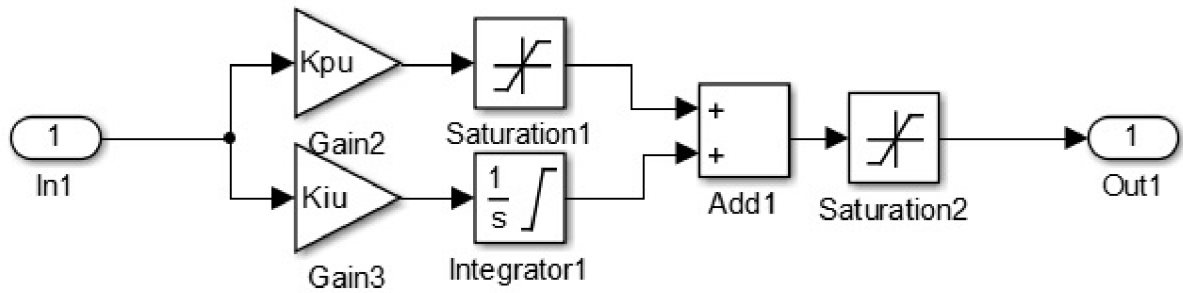 Kpu
Gain2
Saturation1
1
In1
Kiu
Gain3
1
s
Integrator1
+
+
Add1
Saturation2
1
Out1